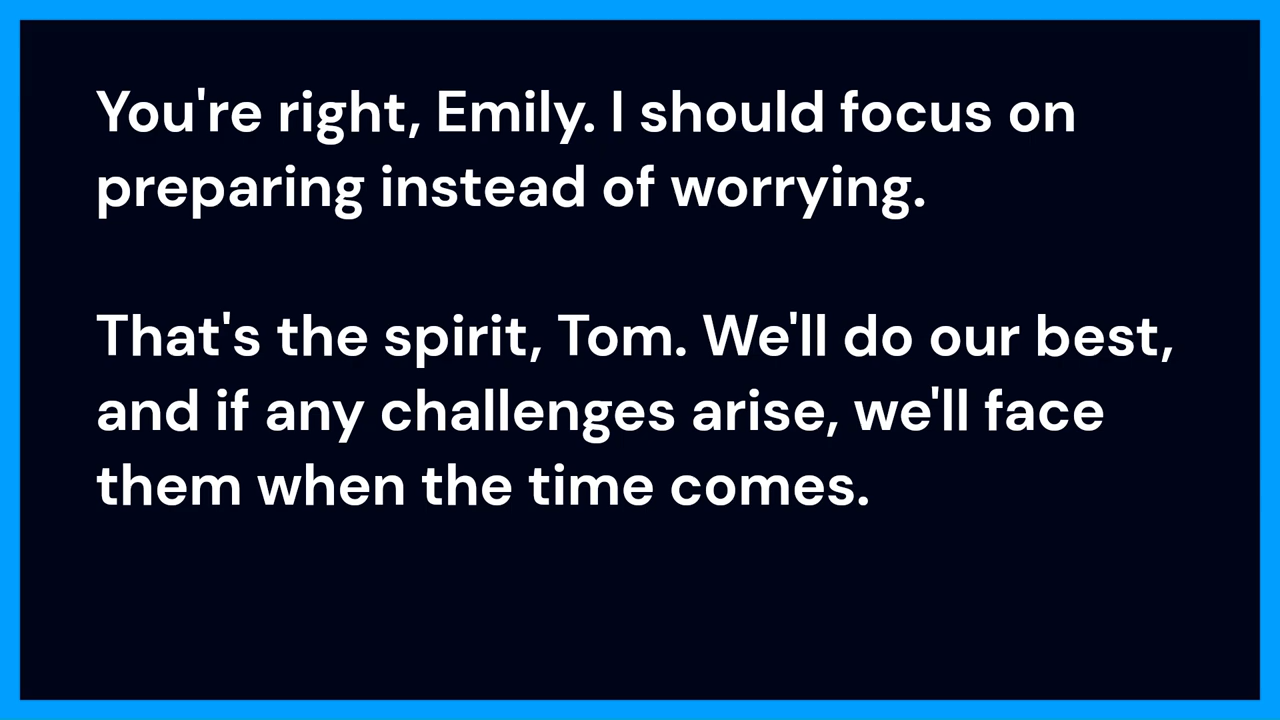 You're right, Emily. I should focus on
preparing instead of worrying.
That's the spirit, Tom. We'll do our best,
and if any challenges arise, we'll face
them when the time comes.